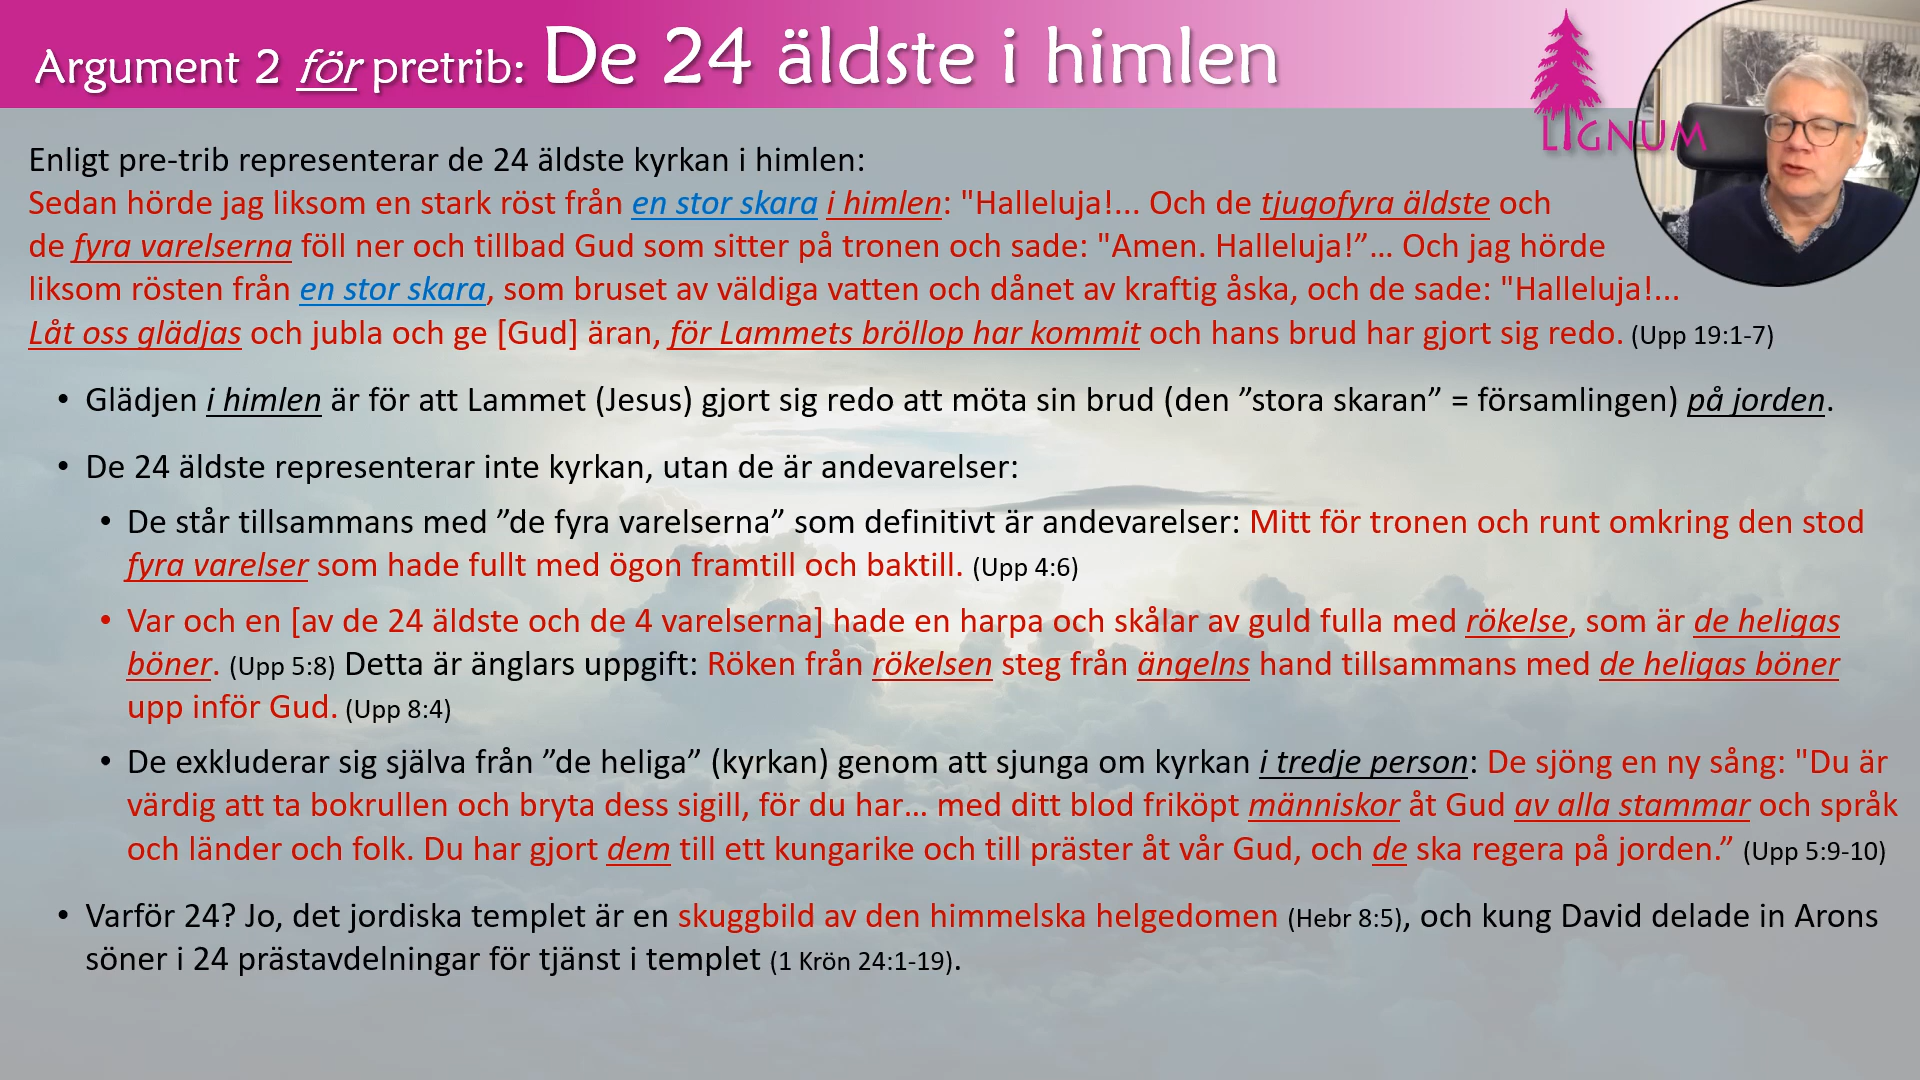 Argument 2 för pretrib: De 24 äldste i himlen
LIGNUM
Enligt pre-trib representerar de 24 äldste kyrkan i himlen:
Sedan hörde jag liksom en stark röst från en stor skara i himlen: "Halleluja!... Och de tjugofyra äldste och
de fyra varelserna föll ner och tillbad Gud som sitter på tronen och sade: "Amen. Halleluja!”… Och jag hörde
liksom rösten från en stor skara, som bruset av väldiga vatten och dånet av kraftig åska, och de sade: "Halleluja!...
Låt oss glädjas och jubla och ge [Gud] äran, för Lammets bröllop har kommit och hans brud har gjort sig redo. (Upp 19:1-7)
• Glädjen i himlen är för att Lammet (Jesus) gjort sig redo att möta sin brud (den ”stora skaran” = församlingen) på jorden.
• De 24 äldste representerar inte kyrkan, utan de är andevarelser:
• De står tillsammans med ”de fyra varelserna” som definitivt är andevarelser: Mitt för tronen och runt omkring den stod
fyra varelser som hade fullt med ögon framtill och baktill. (Upp 4:6)
• Var och en [av de 24 äldste och de 4 varelserna] hade en harpa och skålar av guld fulla med rökelse, som är de heligas
böner. (Upp 5:8) Detta är änglars uppgift: Röken från rökelsen steg från ängelns hand tillsammans med de heligas böner
upp inför Gud. (Upp 8:4)
• De exkluderar sig själva från ”de heliga” (kyrkan) genom att sjunga om kyrkan i tredje person: De sjöng en ny sång: "Du är
värdig att ta bokrullen och bryta dess sigill, för du har… med ditt blod friköpt människor åt Gud av alla stammar och språk
och länder och folk. Du har gjort dem till ett kungarike och till präster åt vår Gud, och de ska regera på jorden.” (Upp 5:9-10)
• Varför 24? Jo, det jordiska templet är en skuggbild av den himmelska helgedomen (Hebr 8:5), och kung David delade in Arons
söner i 24 prästavdelningar för tjänst i templet (1 Krön 24:1-19).